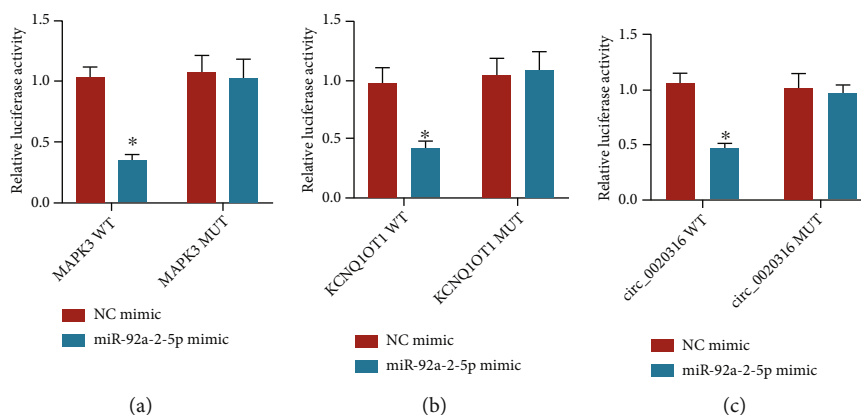 Relative luciferase activity
1.5
1.0
0.5
0.0
*
MAPK3 WT
MAPK3 MUT
NC mimic
miR-92a-2-5p mimic
(a)
Relative luciferase activity
1.5
1.0
0.5
0.0
*
KCNQ1OT1 WT
KCNQ1OT1 MUT
NC mimic
miR-92a-2-5p mimic
(b)
Relative luciferase activity
1.5
1.0
0.5
0.0
*
circ_0020316 WT
circ_0020316 MUT
NC mimic
miR-92a-2-5p mimic
(c)